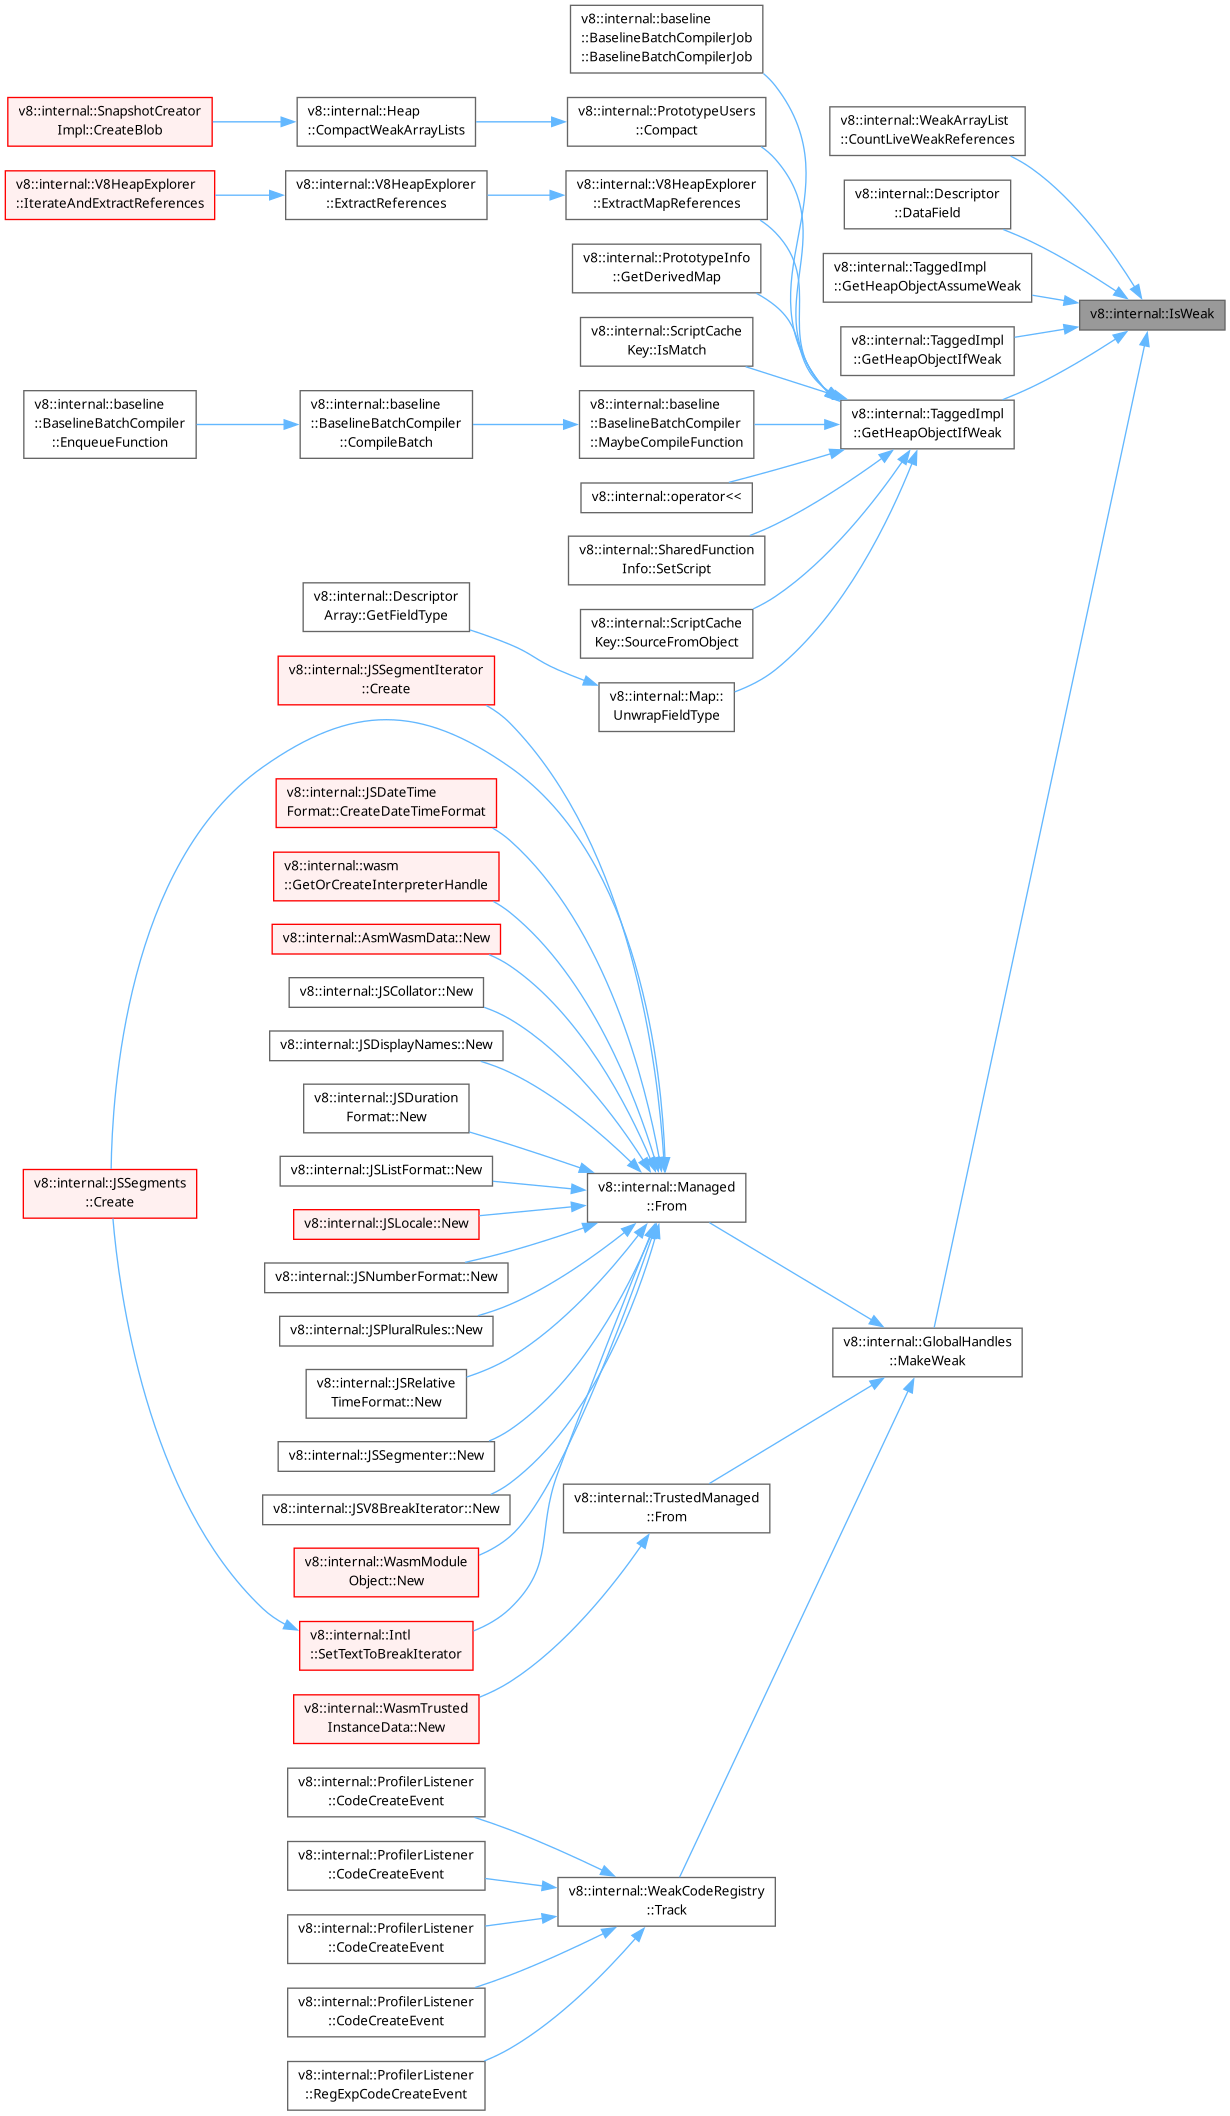 v8::internal::baseline
::BaselineBatchCompilerJob
::BaselineBatchCompilerJob
v8::internal::SnapshotCreator
Impl::CreateBlob
v8::internal::Heap
::CompactWeakArrayLists
v8::internal::PrototypeUsers
::Compact
v8::internal::WeakArrayList
::CountLiveWeakReferences
v8::internal::V8HeapExplorer
::IterateAndExtractReferences
v8::internal::V8HeapExplorer
::ExtractReferences
v8::internal::V8HeapExplorer
::ExtractMapReferences
v8::internal::Descriptor
::DataField
v8::internal::PrototypeInfo
::GetDerivedMap
v8::internal::TaggedImpl
::GetHeapObjectAssumeWeak
v8::internal::IsWeak
v8::internal::ScriptCache
Key::IsMatch
v8::internal::TaggedImpl
::GetHeapObjectIfWeak
v8::internal::baseline
::BaselineBatchCompiler
::EnqueueFunction
v8::internal::baseline
::BaselineBatchCompiler
::CompileBatch
v8::internal::baseline
::BaselineBatchCompiler
::MaybeCompileFunction
v8::internal::TaggedImpl
::GetHeapObjectIfWeak
v8::internal::operator<<
v8::internal::SharedFunction
Info::SetScript
v8::internal::Descriptor
Array::GetFieldType
v8::internal::ScriptCache
Key::SourceFromObject
v8::internal::JSSegmentIterator
::Create
v8::internal::Map::
UnwrapFieldType
v8::internal::JSDateTime
Format::CreateDateTimeFormat
v8::internal::wasm
::GetOrCreateInterpreterHandle
v8::internal::AsmWasmData::New
v8::internal::JSCollator::New
v8::internal::JSDisplayNames::New
v8::internal::JSDuration
Format::New
v8::internal::JSListFormat::New
v8::internal::JSSegments
::Create
v8::internal::Managed
::From
v8::internal::JSLocale::New
v8::internal::JSNumberFormat::New
v8::internal::JSPluralRules::New
v8::internal::GlobalHandles
::MakeWeak
v8::internal::JSRelative
TimeFormat::New
v8::internal::JSSegmenter::New
v8::internal::JSV8BreakIterator::New
v8::internal::TrustedManaged
::From
v8::internal::WasmModule
Object::New
v8::internal::Intl
::SetTextToBreakIterator
v8::internal::WasmTrusted
InstanceData::New
v8::internal::ProfilerListener
::CodeCreateEvent
v8::internal::ProfilerListener
::CodeCreateEvent
v8::internal::WeakCodeRegistry
::Track
v8::internal::ProfilerListener
::CodeCreateEvent
v8::internal::ProfilerListener
::CodeCreateEvent
v8::internal::ProfilerListener
::RegExpCodeCreateEvent